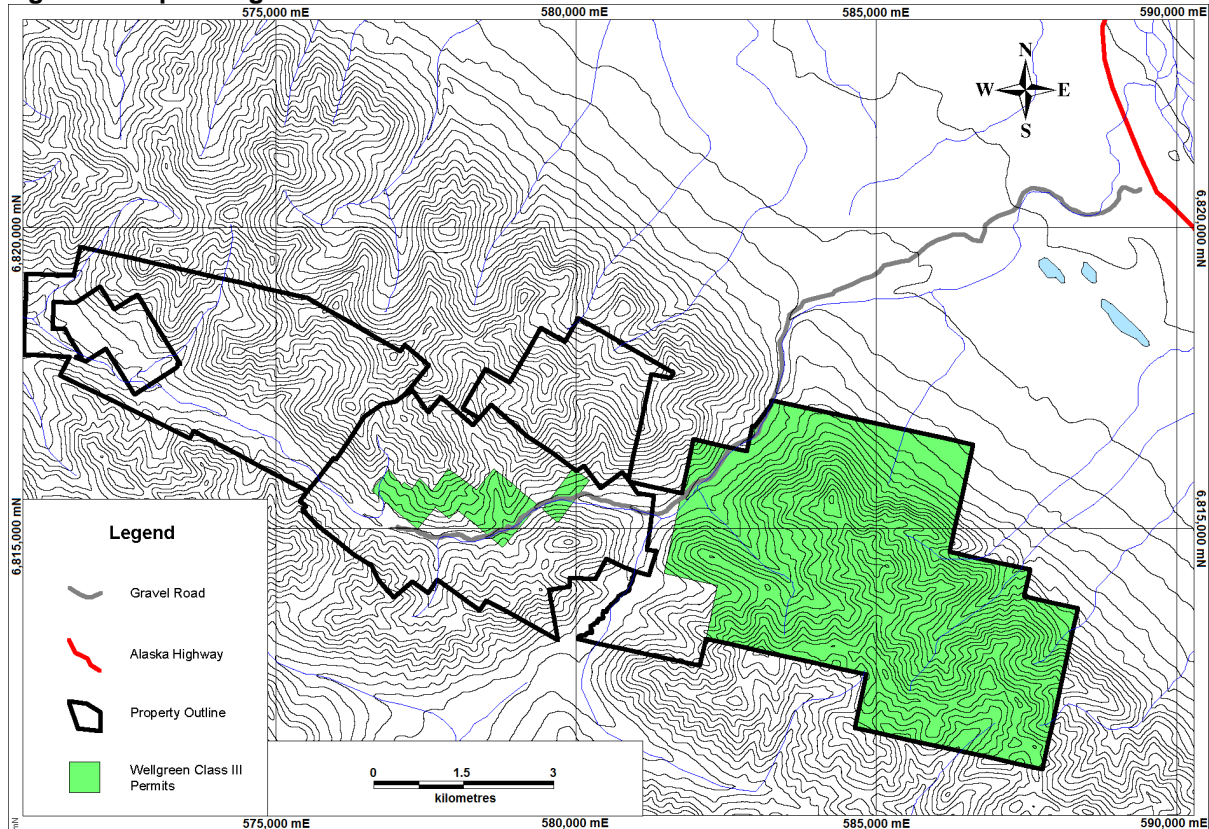 575,000 mE
580,000 mE
585,000 mE
590,000 mE
N
W
E
S
6,820,000 mN
6,820,000 mN
6,815,000 mN
6,815,000 mN
Legend
Gravel Road
Alaska Highway
Property Outline
Wellgreen Class III
Permits
0
1.5
3
kilometres
mN
575,000 mE
580,000 mE
585,000 mE
590,000 mE